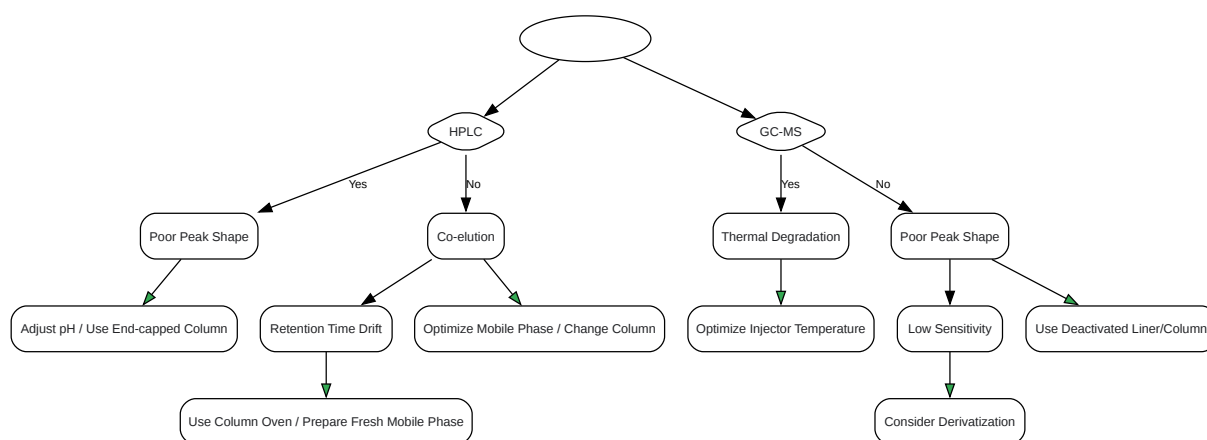 HPLC
GC-MS
Yes
No
Yes
No
Poor Peak Shape
Co-elution
Thermal Degradation
Poor Peak Shape
Adjust pH / Use End-capped Column
Retention Time Drift
Optimize Mobile Phase / Change Column
Optimize Injector Temperature
Low Sensitivity
Use Deactivated Liner/Column
Use Column Oven / Prepare Fresh Mobile Phase
Consider Derivatization